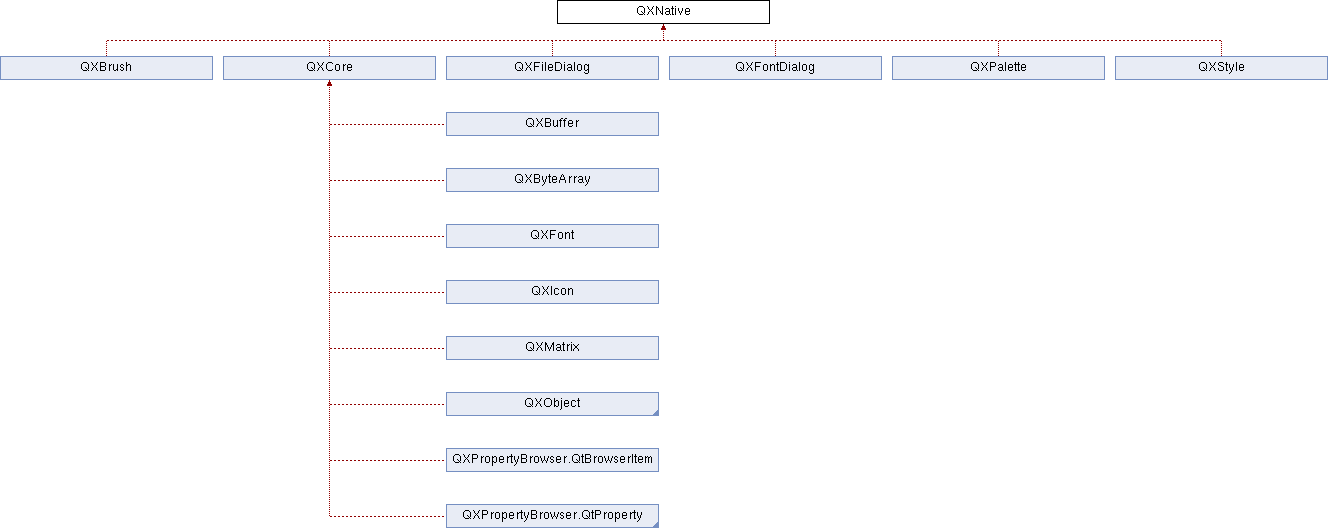 QXNative
QXBrush
QXCore
QXFileDialog
QXFontDialog
QXPalette
QXStyle
QXBuffer
QXByteArray
QXFont
QXIcon
QXMatrix
QXObject
QXPropertyBrowser.QtBrowserItem
QXPropertyBrowser.QtProperty